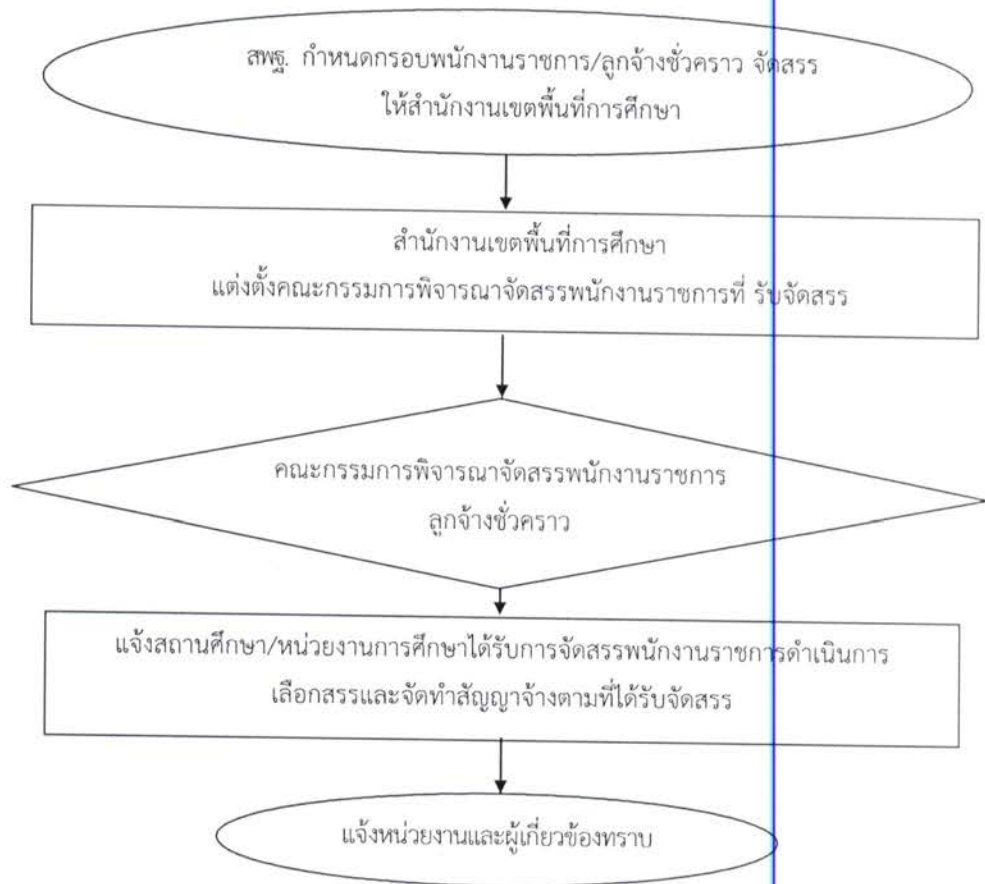 สพฐ. กำหนดกรอบพนักงานราชการ/ลูกจ้างชั่วคราว จัดสรร
ให้สำนักงานเขตพื้นที่การศึกษา
สำนักงานเขตพื้นที่การศึกษา
แต่งตั้งคณะกรรมการพิจารณาจัดสรรพนักงานราชการที่ รับจัดสรร
คณะกรรมการพิจารณาจัดสรรพนักงานราชการ
ลูกจ้างชั่วคราว
แจ้งสถานศึกษา/หน่วยงานการศึกษาได้รับการจัดสรรพนักงานราชการดำเนินการ
เลือกสรรและจัดทำสัญญาจ้างตามที่ได้รับจัดสรร
แจ้งหน่วยงานและผู้เกี่ยวข้องทราบ